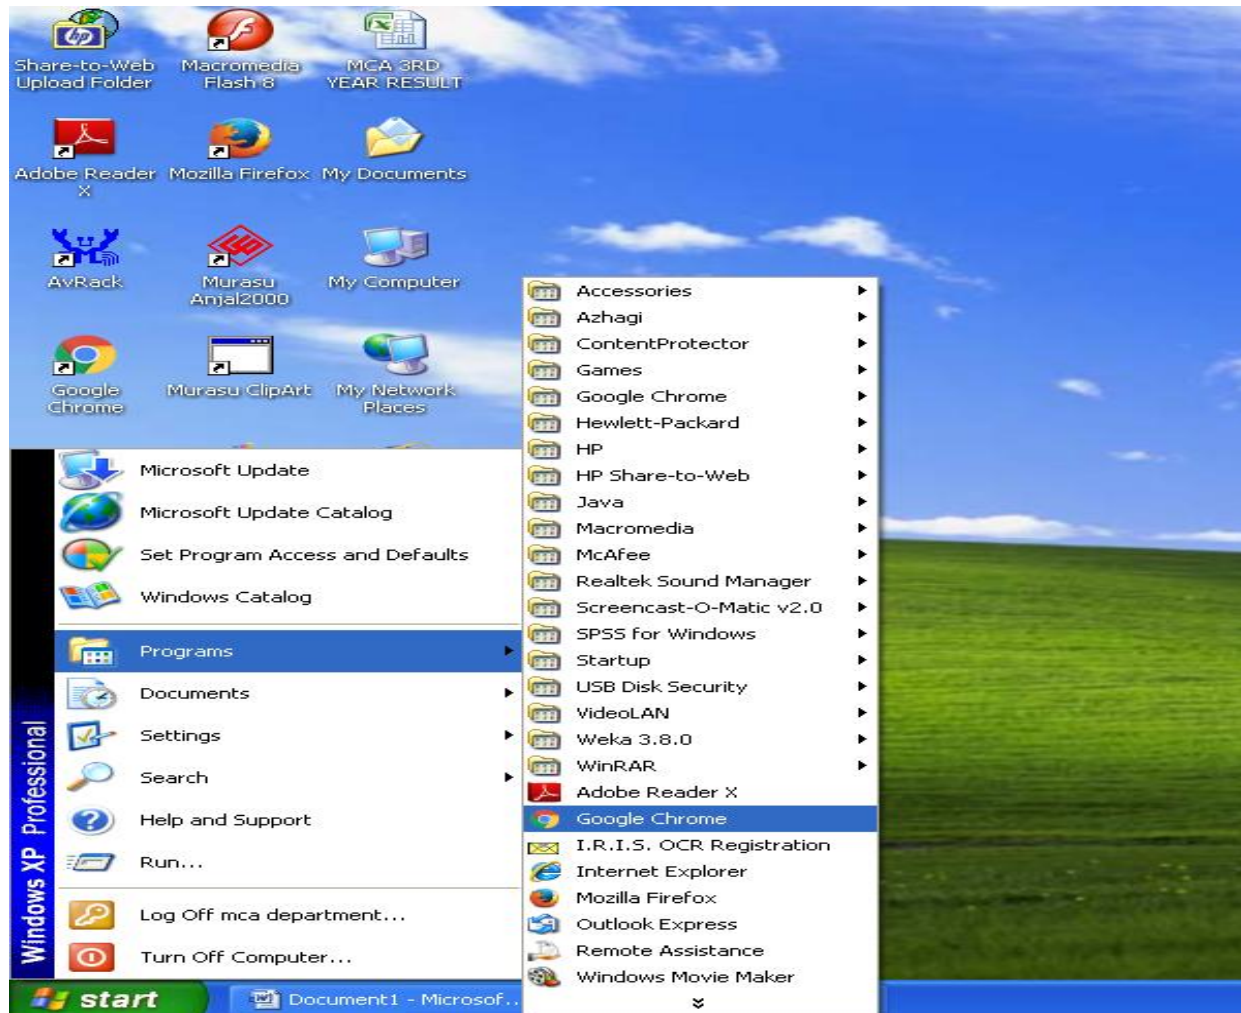 Share-to-Web
Upload Folder
Macromedia
Flash 8
MCA 3RD
YEAR RESULT
Adobe Reader
X
Mozilla Firefox
My Documents
AvRack
Murasu
Anjal2000
My Computer
Google
Chrome
Murasu ClipArt
My Network
Places
Microsoft Update
Microsoft Update Catalog
Set Program Access and Defaults
Windows Catalog
Programs
Documents
Settings
Search
Help and Support
Run...
Log Off mca department...
Turn Off Computer...
Windows XP Professional
Accessories
Azhagi
ContentProtector
Games
Google Chrome
Hewlett-Packard
HP
HP Share-to-Web
Java
Macromedia
McAfee
Realtek Sound Manager
Screencast-O-Matic v2.0
SPSS for Windows
Startup
USB Disk Security
VideoLAN
Weka 3.8.0
WinRAR
Adobe Reader X
Google Chrome
I.R.I.S. OCR Registration
Internet Explorer
Mozilla Firefox
Outlook Express
Remote Assistance
Windows Movie Maker
start
Document1 - Microsof...